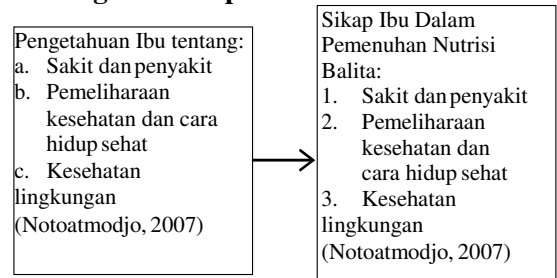 Pengetahuan Ibu tentang:
a. Sakit dan penyakit
b. Pemeliharaan
kesehatan dan cara
hidup sehat
c. Kesehatan
lingkungan
(Notoatmodjo, 2007)
Sikap Ibu Dalam
Pemenuhan Nutrisi
Balita:
1. Sakit dan penyakit
2. Pemeliharaan
kesehatan dan
cara hidup sehat
3. Kesehatan
lingkungan
(Notoatmodjo, 2007)